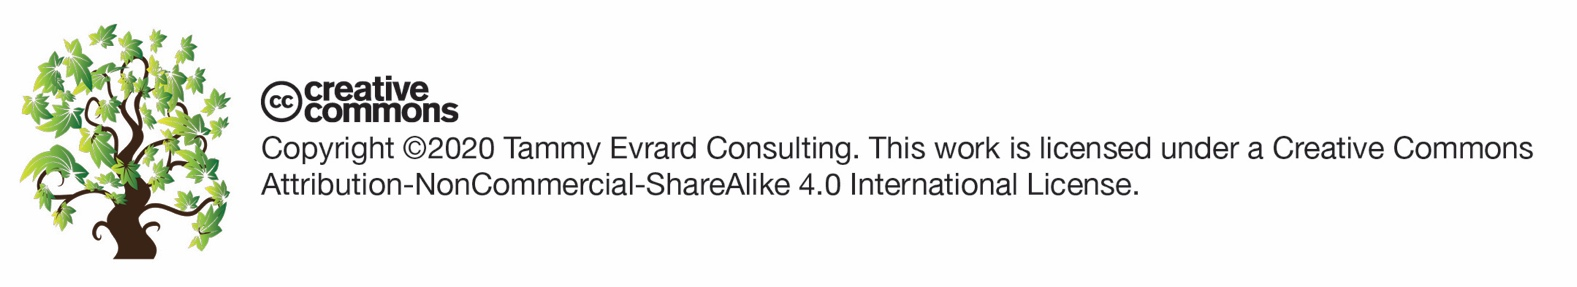 cc creative
commons
Copyright ©2020 Tammy Evrard Consulting. This work is licensed under a Creative Commons
Attribution-NonCommercial-ShareAlike 4.0 International License.